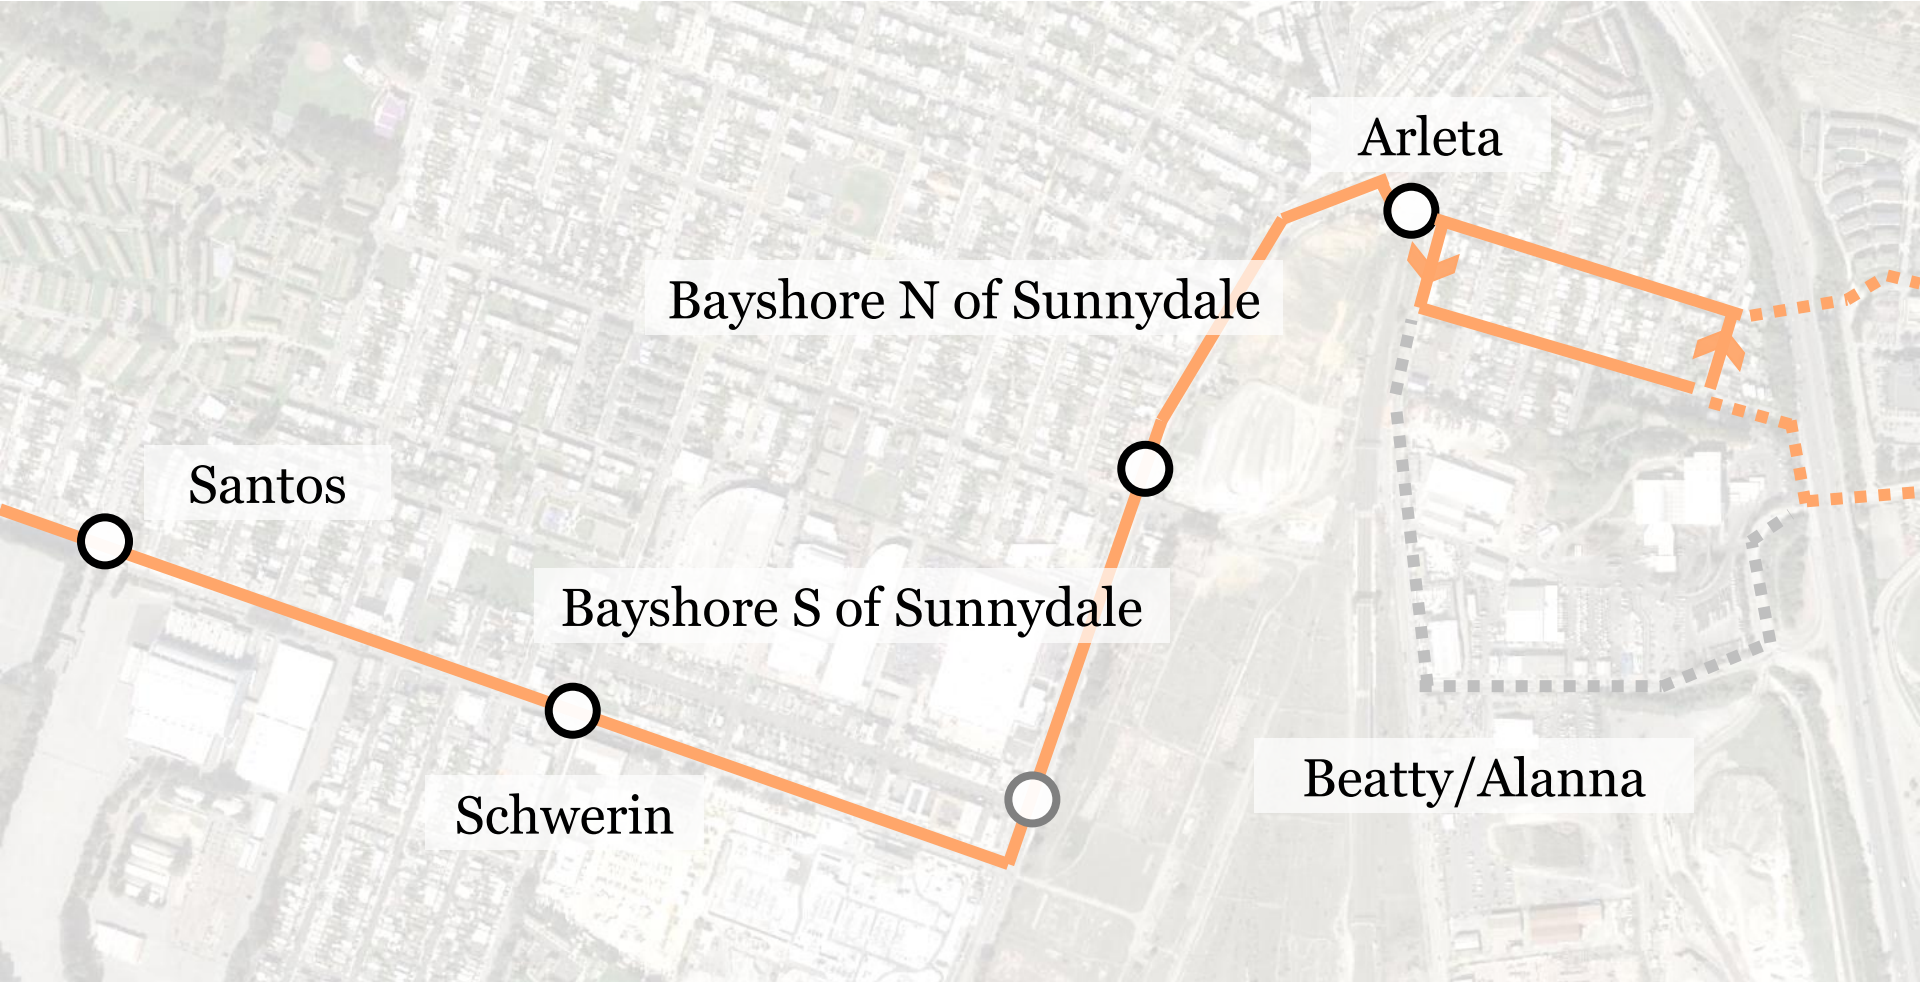 Arleta
Bayshore N of Sunnydale
Santos
Bayshore S of Sunnydale
Beatty/Alanna
Schwerin